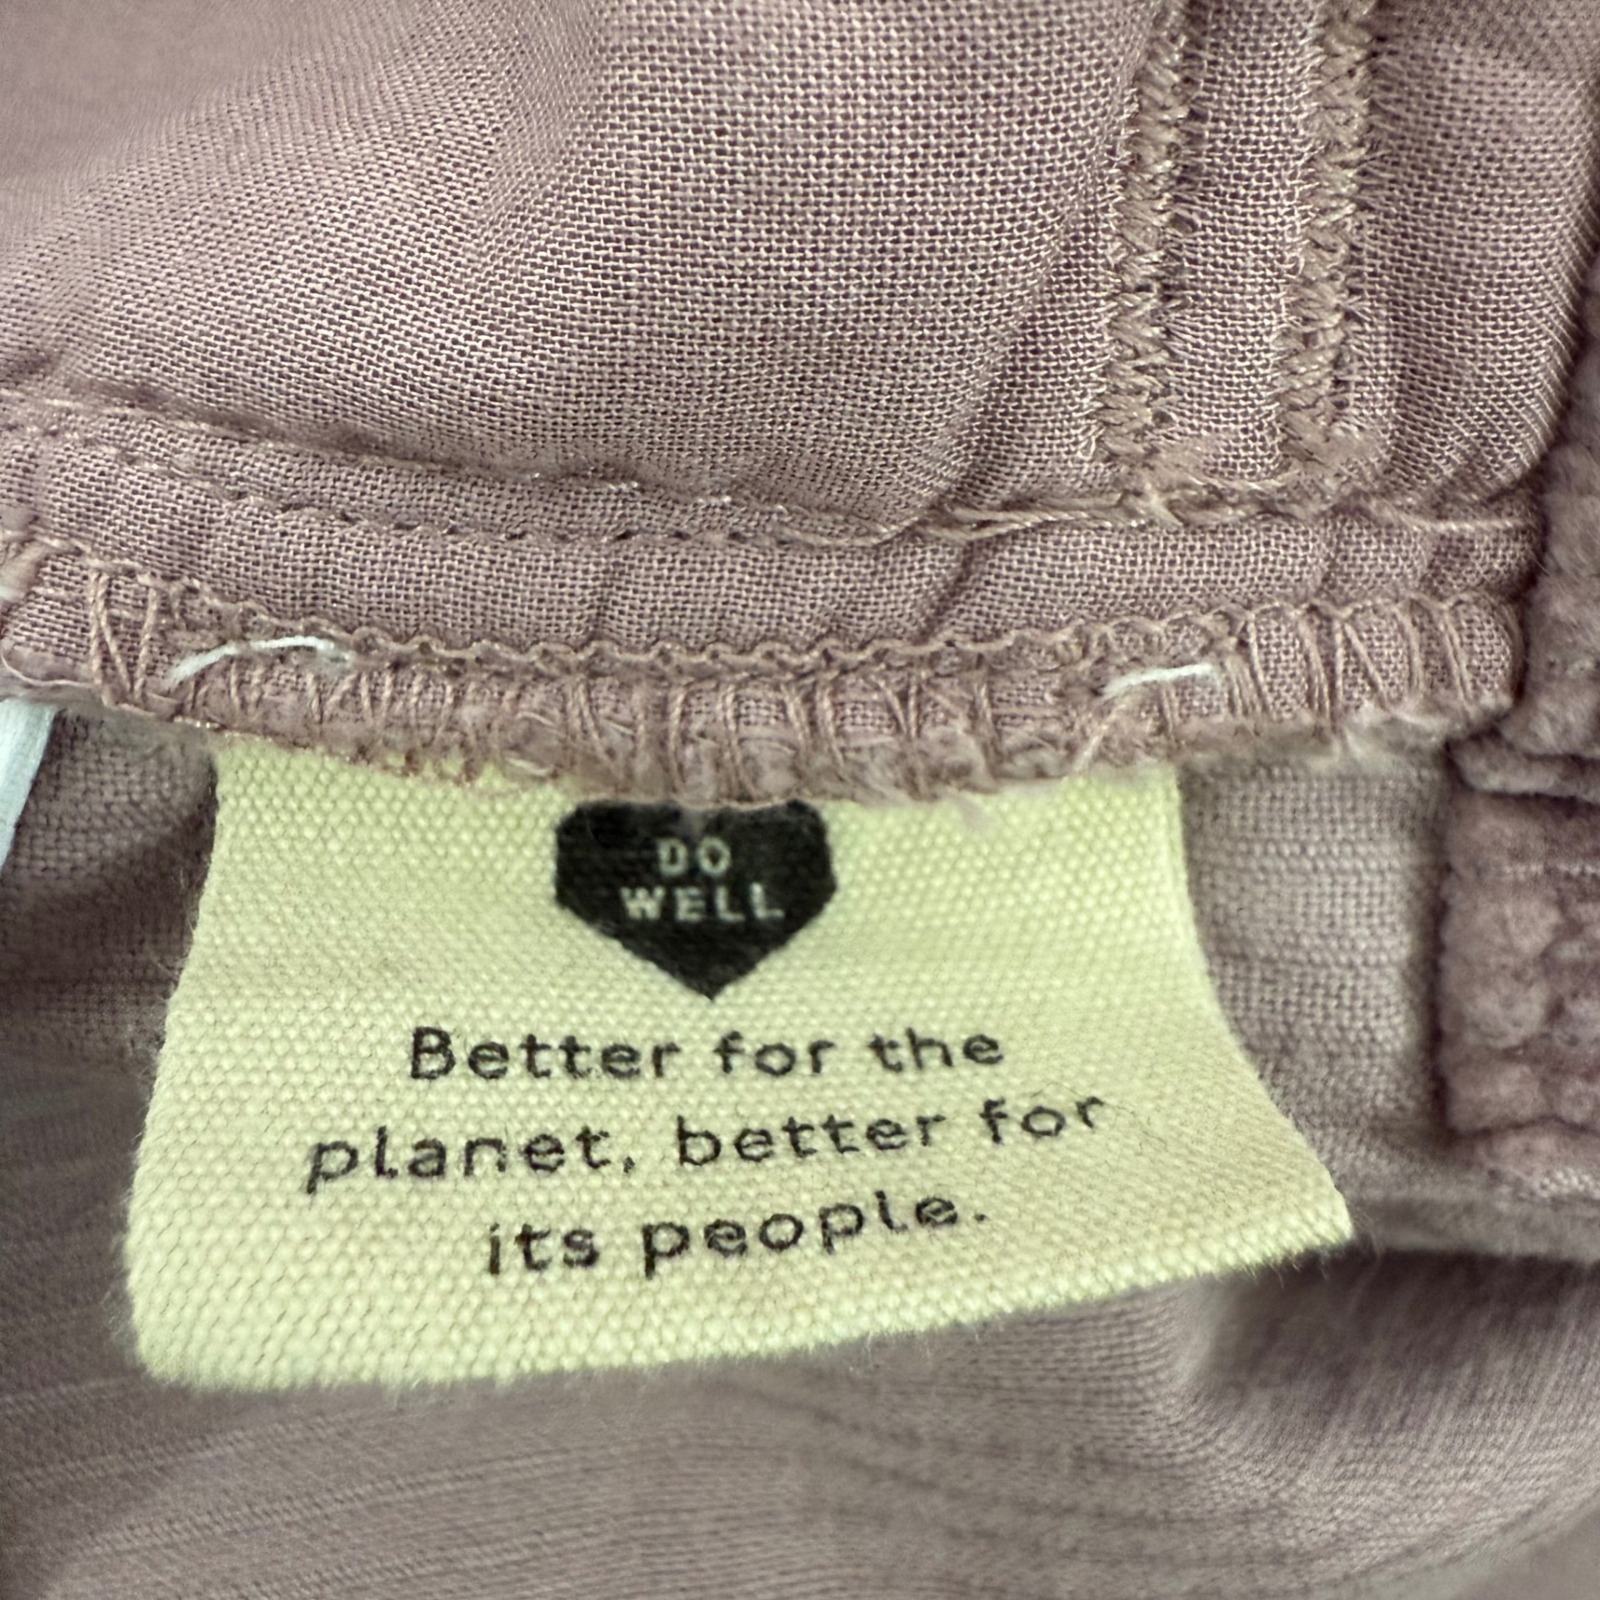 DO
WELL
Better for the
planet, better for
its people.